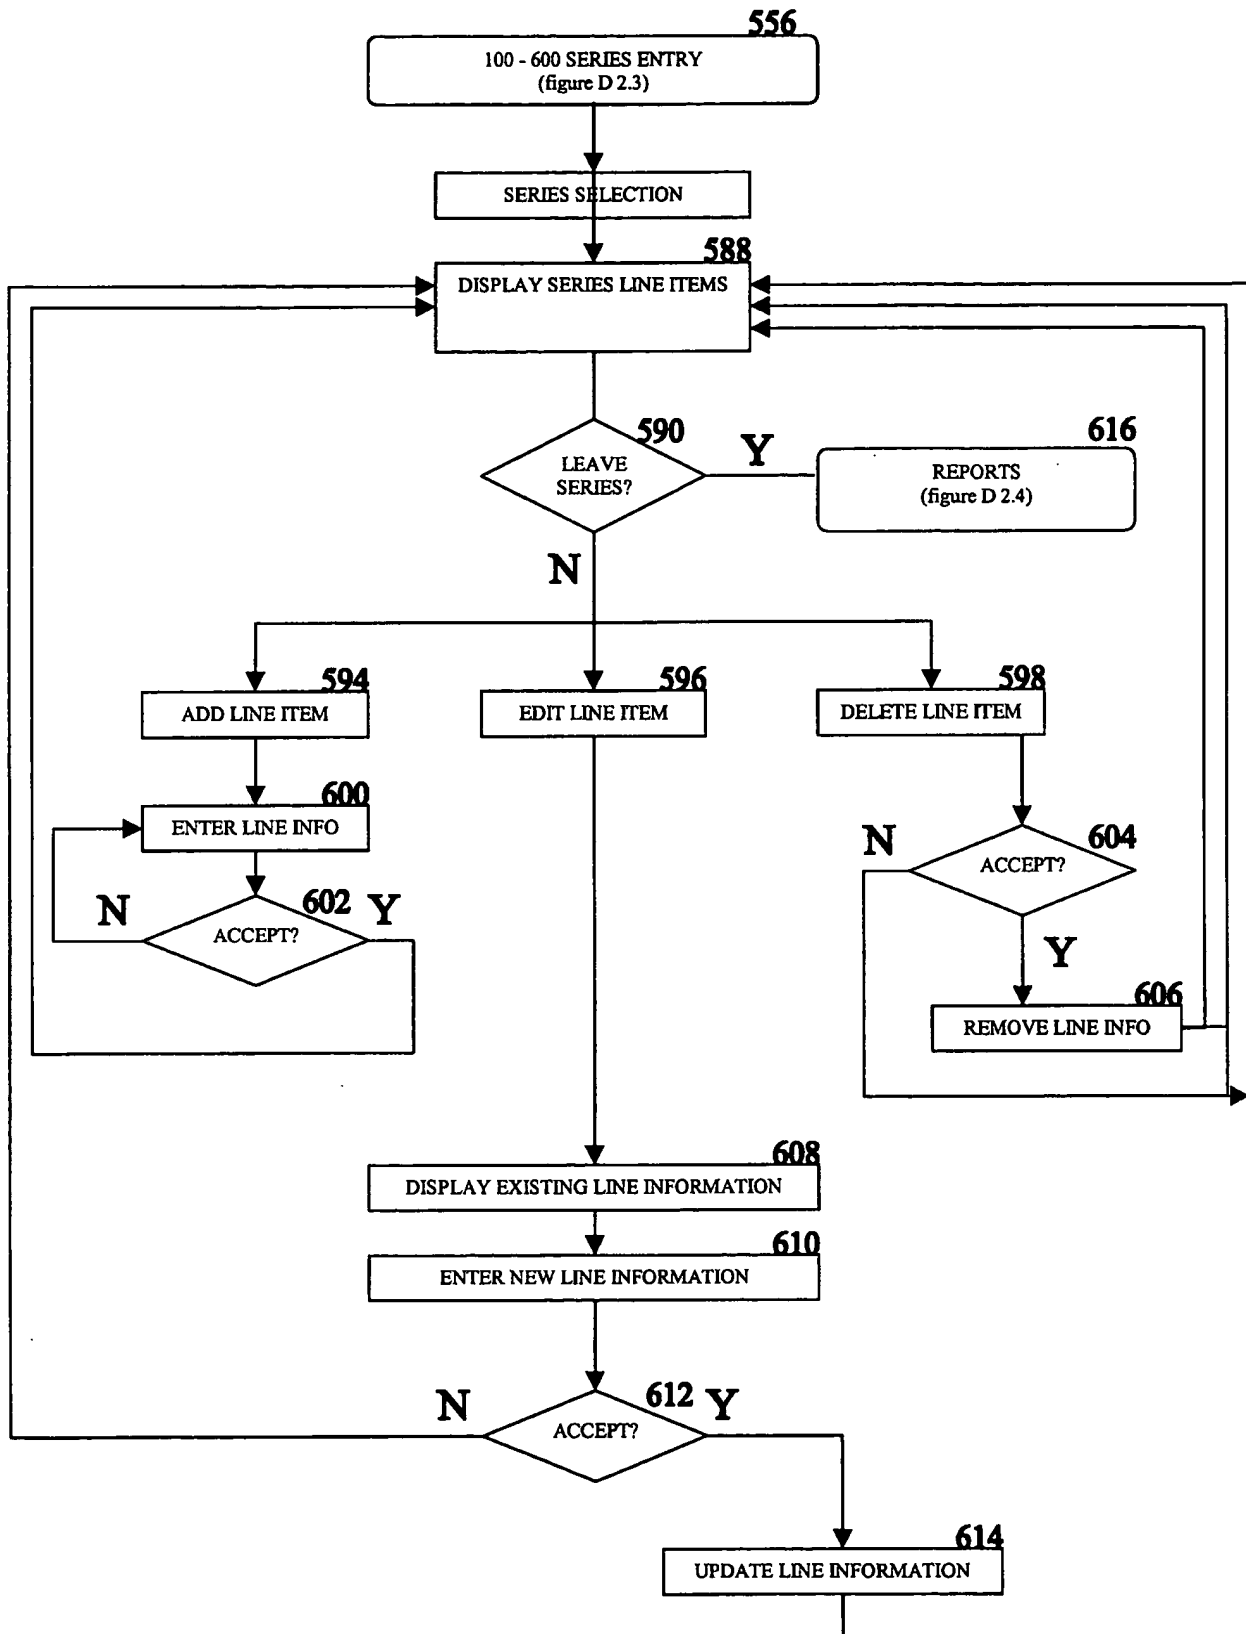 556
100 - 600 SERIES ENTRY
(figure D 2.3)
SERIES SELECTION
588
DISPLAY SERIES LINE ITEMS
590
LEAVE
SERIES?
Y
616
REPORTS
(figure D 2.4)
N
594
ADD LINE ITEM
596
EDIT LINE ITEM
598
DELETE LINE ITEM
600
ENTER LINE INFO
602
ACCEPT?
N
Y
604
ACCEPT?
N
Y
606
REMOVE LINE INFO
608
DISPLAY EXISTING LINE INFORMATION
610
ENTER NEW LINE INFORMATION
612
ACCEPT?
N
Y
614
UPDATE LINE INFORMATION